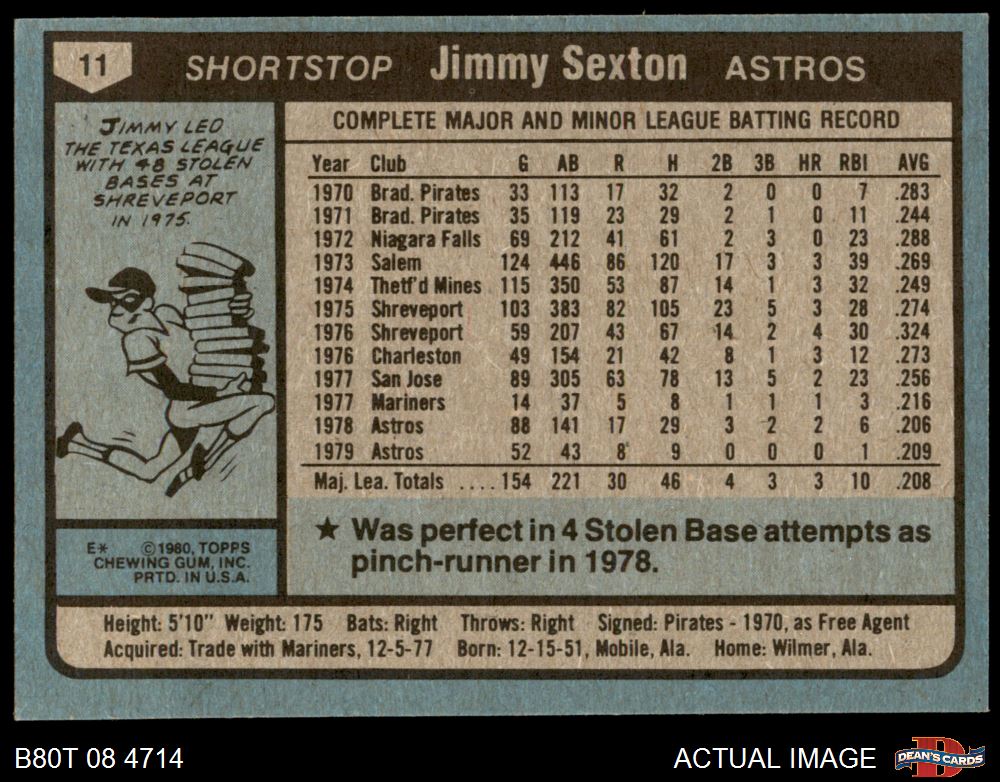 11 SHORTSTOP Jimmy Sexton ASTROS
JIMMY LED
THE TEXAS LEAGUE
WITH 48 STOLEN
BASES AT
SHREVEPORT
IN 1975.
COMPLETE MAJOR AND MINOR LEAGUE BATTING RECORD
Year Club G AB R H 2B 3B HR RBI AVG
1970 Brad. Pirates 33 113 17 32 2 0 0 7 .283
1971 Brad. Pirates 35 119 23 29 2 1 0 11 .244
1972 Niagara Falls 69 212 41 61 2 3 0 23 .288
1973 Salem 124 446 86 120 17 3 3 39 .269
1974 Thetf'd Mines 115 350 53 87 14 1 3 32 .249
1975 Shreveport 103 383 82 105 23 5 3 28 .274
1976 Shreveport 59 207 43 67 14 2 4 30 .324
1976 Charleston 49 154 21 42 8 1 3 12 .273
1977 San Jose 89 305 63 78 13 5 2 23 .256
1977 Mariners 14 37 5 8 1 1 1 3 .216
1978 Astros 88 141 17 29 3 2 2 6 .206
1979 Astros 52 43 8 9 0 0 0 1 .209
Maj. Lea. Totals ....154 221 30 46 4 3 3 10 .208
★ Was perfect in 4 Stolen Base attempts as
pinch-runner in 1978.
E* ©1980, TOPPS
CHEWING GUM, INC.
PRTD. IN U.S.A.
Height: 5'10" Weight: 175 Bats: Right Throws: Right Signed: Pirates - 1970, as Free Agent
Acquired: Trade with Mariners, 12-5-77 Born: 12-15-51, Mobile, Ala. Home: Wilmer, Ala.
B80T 08 4714 ACTUAL IMAGE DEAN'S CARDS